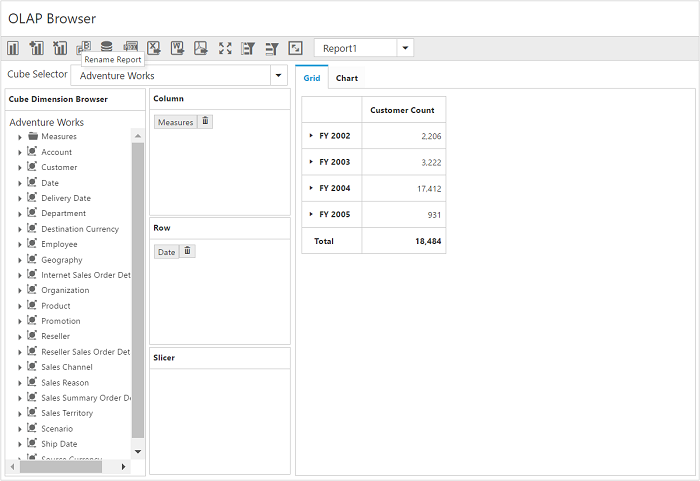 OLAP Browser
Report1
Rename Report
Cube Selector
Adventure Works
Cube Dimension Browser
Adventure Works
Measures
Account
Customer
Date
Delivery Date
Department
Destination Currency
Employee
Geography
Internet Sales Order Det
Organization
Product
Promotion
Reseller
Reseller Sales Order Det
Sales Channel
Sales Reason
Sales Summary Order D
Sales Territory
Scenario
Ship Date
Source Currency
Column
Measures
Row
Date
Slicer
Grid Chart
Customer Count
FY 2002 2,206
FY 2003 3,222
FY 2004 17,412
FY 2005 931
Total 18,484